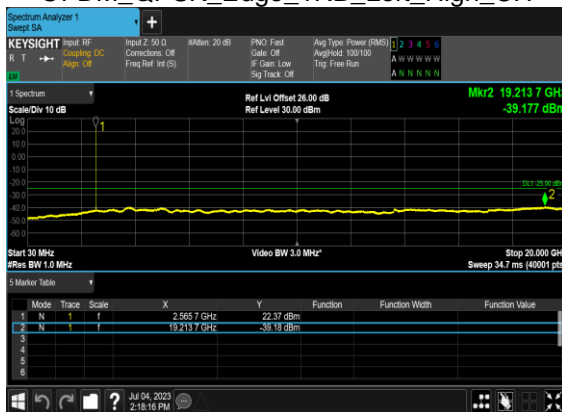 Spectrum Analyzer 1
Swept SA
+
KEYSIGHT Input: RF Input Z: 50 Ω #Atten: 20 dB PNO: Fast Avg Type: Power (RMS) 1 2 3 4 5 6
R T Coupling: DC Corrections: Off Gate: Off Avg|Hold: 100/100 A W W W W W
Align: Off Freq Ref: Int (S) IF Gain: Low Trig: Free Run
Sig Track: Off A N N N N N
1 Spectrum Ref Lvl Offset 26.00 dB Mkr2 19.213 7 GHz
Scale/Div 10 dB Ref Level 30.00 dBm -39.177 dBm
Log
20.0 1
10.0
0.00
-10.0
-20.0 DL1 -25.00 dBm
-30.0 2
-40.0
-50.0
-60.0
Start 30 MHz Video BW 3.0 MHz* Stop 20.000 GHz
#Res BW 1.0 MHz Sweep 34.7 ms (40001 pts)
5 Marker Table
Mode Trace Scale X Y Function Function Width Function Value
1 N 1 f 2.565 7 GHz 22.37 dBm
2 N 1 f 19.213 7 GHz -39.18 dBm
3
4
5
6
? Jul 04, 2023
2:18:16 PM